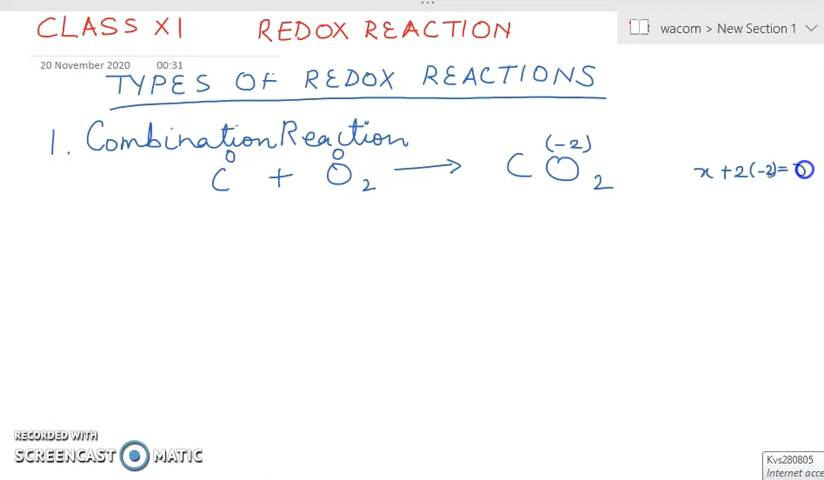 CLASS XI REDOX REACTION
wacom > New Section 1
20 November 2020 00:31
TYPES OF REDOX REACTIONS
1. Combination Reaction
0 0 (-2)
C + O2 → CO2 x + 2(-2) = 0
RECORDED WITH
SCREENCAST MATIC
Kvs280805
Internet acce